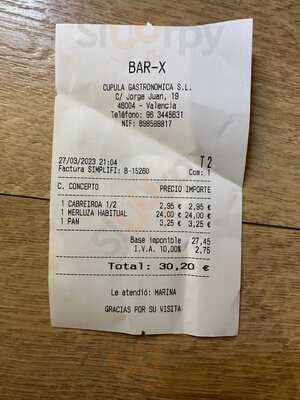 BAR-X
CUPULA GASTRONOMICA S.L.
C/ Jorge Juan, 19
46004 - Valencia
Teléfono: 96 3445631
NIF: B98599817
27/03/2023 21:04 T 2
Factura SIMPLIFI: B-15260 Com: 1
C. CONCEPTO PRECIO IMPORTE
1 CABREIROA 1/2 2,95 € 2,95 €
1 MERLUZA HABITUAL 24,00 € 24,00 €
1 PAN 3,25 € 3,25 €
Base imponible 27,45
I.V.A. 10,00% 2,75
Total: 30,20 €
Le atendió: MARINA
GRACIAS POR SU VISITA